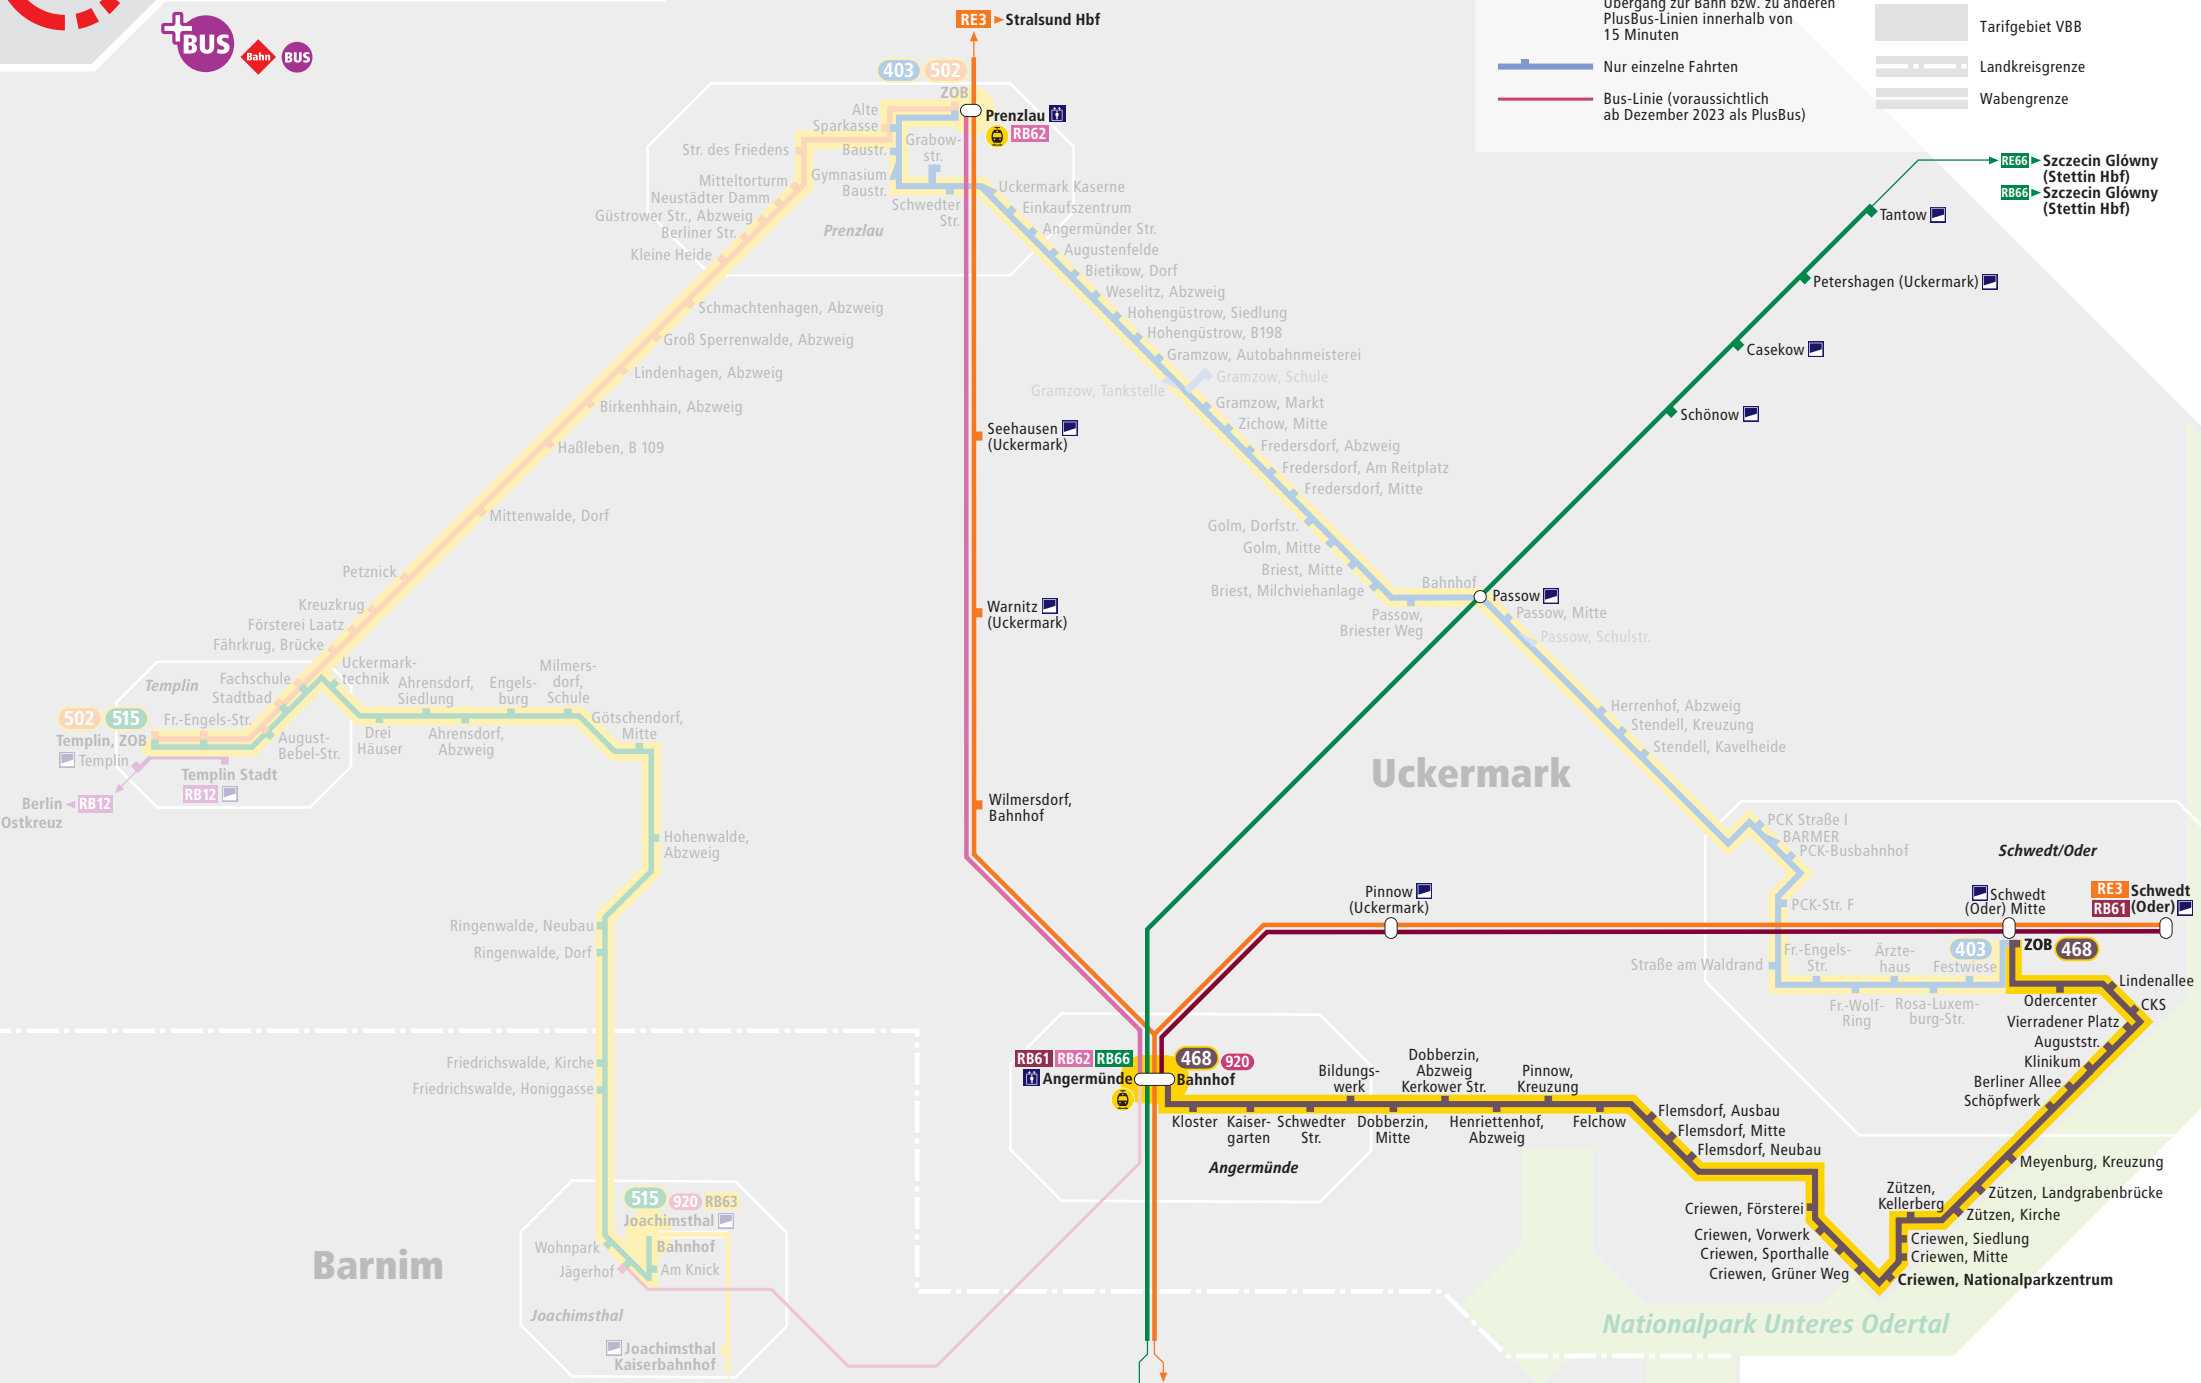 BUS
Bahn
BUS
RE3 Stralsund Hbf
Übergang zur Bahn bzw. zu anderen
PlusBus-Linien innerhalb von
15 Minuten
Nur einzelne Fahrten
Bus-Linie (voraussichtlich
ab Dezember 2023 als PlusBus)
Tarifgebiet VBB
Landkreisgrenze
Wabengrenze
403 502
ZOB
Prenzlau
RB62
Alte
Sparkasse
Str. des Friedens
Baustr.
Grabow-
str.
Mitteltorturm
Gymnasium
Baustr.
Neustädter Damm
Güstrower Str., Abzweig
Berliner Str.
Kleine Heide
Schwedter
Str.
Prenzlau
Uckermark Kaserne
Einkaufszentrum
Angermünder Str.
Augustenfelde
Bietikow, Dorf
Weselitz, Abzweig
Hohengüstrow, Siedlung
Hohengüstrow, B198
Gramzow, Autobahnmeisterei
Gramzow, Schule
Gramzow, Tankstelle
Gramzow, Markt
Zichow, Mitte
Fredersdorf, Abzweig
Fredersdorf, Am Reitplatz
Fredersdorf, Mitte
Golm, Dorfstr.
Golm, Mitte
Briest, Mitte
Briest, Milchviehanlage
Passow,
Briester Weg
Bahnhof
Passow
Passow, Mitte
Passow, Schulstr.
Herrenhof, Abzweig
Stendell, Kreuzung
Stendell, Kavelheide
RE66 Szczecin Glówny
(Stettin Hbf)
RB66 Szczecin Glówny
(Stettin Hbf)
Tantow
Petershagen (Uckermark)
Casekow
Schönow
Schmachtenhagen, Abzweig
Groß Sperrenwalde, Abzweig
Lindenhagen, Abzweig
Birkenhhain, Abzweig
Haßleben, B 109
Mittenwalde, Dorf
Petznick
Kreuzkrug
Försterei Laatz
Fährkrug, Brücke
Seehausen
(Uckermark)
Warnitz
(Uckermark)
Wilmersdorf,
Bahnhof
Uckermark-
technik
Fachschule
Stadtbad
Templin
502 515
Fr.-Engels-Str.
Templin, ZOB
Templin
Templin Stadt
RB12
Berlin RB12
Ostkreuz
August-
Bebel-Str.
Drei
Häuser
Ahrensdorf,
Siedlung
Ahrensdorf,
Abzweig
Engels-
burg
Milmers-
dorf,
Schule
Götschendorf,
Mitte
Hohenwalde,
Abzweig
Ringenwalde, Neubau
Ringenwalde, Dorf
Friedrichswalde, Kirche
Friedrichswalde, Honiggasse
515 920 RB63
Joachimsthal
Wohnpark
Bahnhof
Jägerhof
Am Knick
Joachimsthal
Joachimsthal
Kaiserbahnhof
Barnim
Uckermark
PCK Straße I
BARMER
PCK-Busbahnhof
PCK-Str. F
Schwedt/Oder
Pinnow
(Uckermark)
Schwedt
(Oder) Mitte
RE3 Schwedt
RB61 (Oder)
ZOB 468
403
Straße am Waldrand
Fr.-Engels-
Str.
Ärzte-
haus
Festwiese
Fr.-Wolf-
Ring
Rosa-Luxem-
burg-Str.
Lindenallee
Odercenter
CKS
Vierradener Platz
Auguststr.
Klinikum
Berliner Allee
Schöpfwerk
Meyenburg, Kreuzung
Zützen, Landgrabenbrücke
Zützen, Kirche
Zützen,
Kellerberg
Criewen, Siedlung
Criewen, Mitte
Criewen, Nationalparkzentrum
Criewen, Försterei
Criewen, Vorwerk
Criewen, Sporthalle
Criewen, Grüner Weg
RB61 RB62 RB66
Angermünde
468 920
Bahnhof
Kloster
Kaiser-
garten
Schwedter
Str.
Bildungs-
werk
Dobberzin,
Mitte
Dobberzin,
Abzweig
Kerkower Str.
Henriettenhof,
Abzweig
Pinnow,
Kreuzung
Felchow
Flemsdorf, Ausbau
Flemsdorf, Mitte
Flemsdorf, Neubau
Angermünde
Nationalpark Unteres Odertal